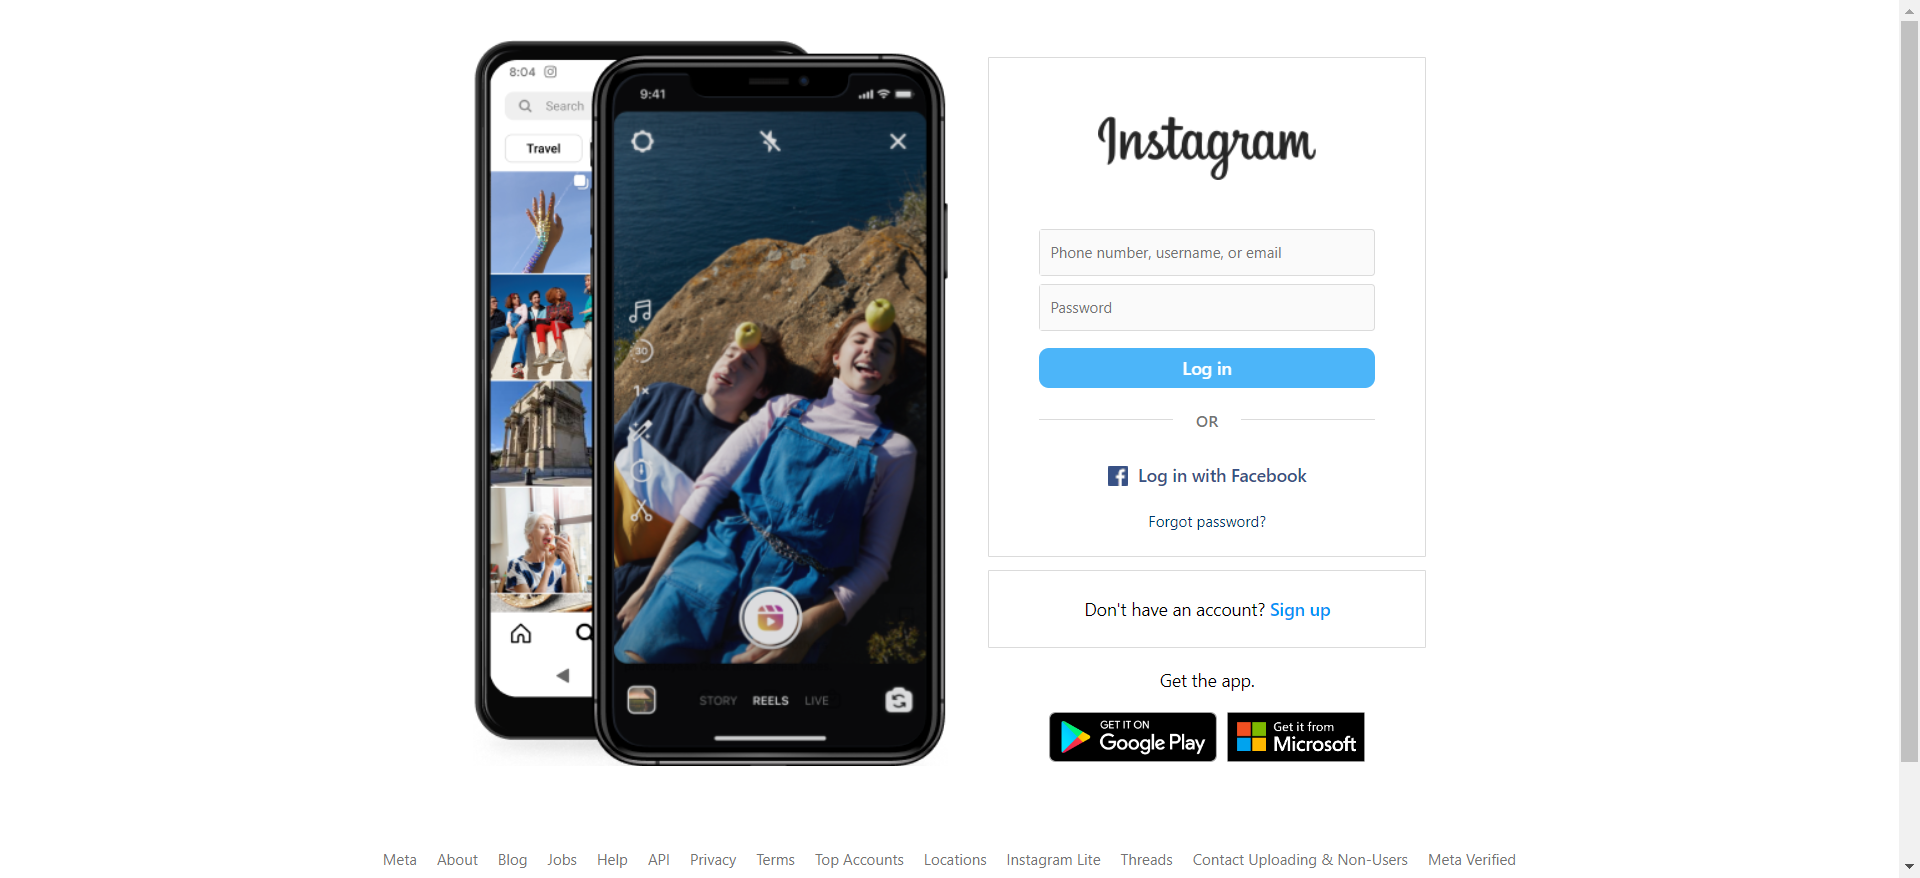 8:04
Search
Travel
9:41
30
1×
STORY REELS LIVE
Instagram
Phone number, username, or email
Password
Log in
OR
Log in with Facebook
Forgot password?
Don't have an account? Sign up
Get the app.
GET IT ON
Google Play
Get it from
Microsoft
Meta About Blog Jobs Help API Privacy Terms Top Accounts Locations Instagram Lite Threads Contact Uploading & Non-Users Meta Verified